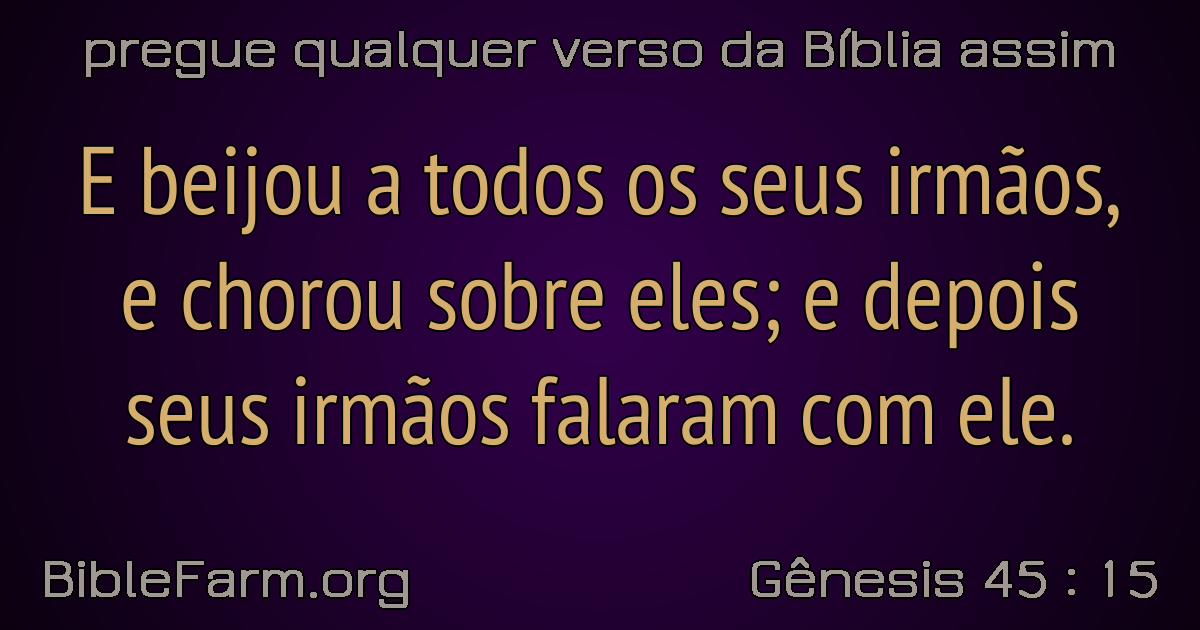 pregue qualquer verso da Bíblia assim
E beijou a todos os seus irmãos,
e chorou sobre eles; e depois
seus irmãos falaram com ele.
BibleFarm.org
Gênesis 45 : 15